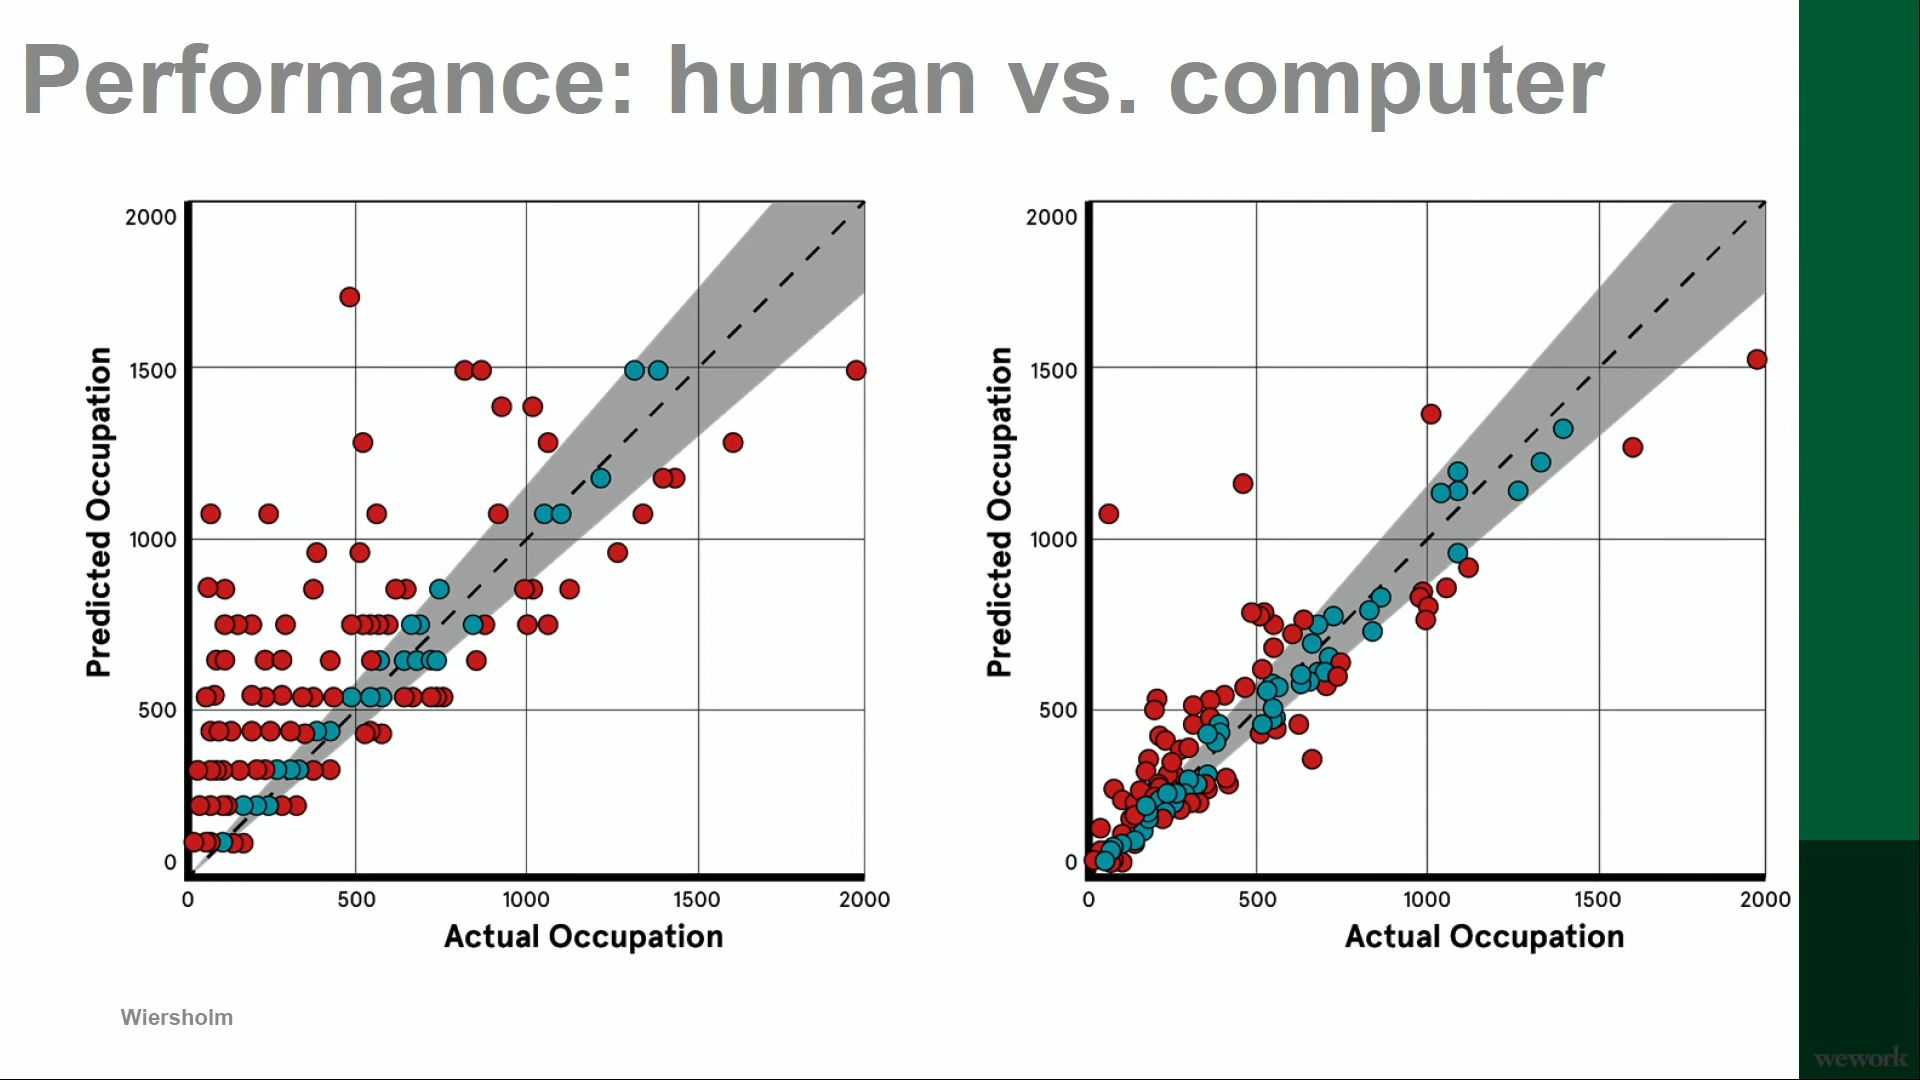 Performance: human vs. computer
2000
1500
1000
500
0
Predicted Occupation
0 500 1000 1500 2000
Actual Occupation
2000
1500
1000
500
0
Predicted Occupation
0 500 1000 1500 2000
Actual Occupation
Wiersholm
wework